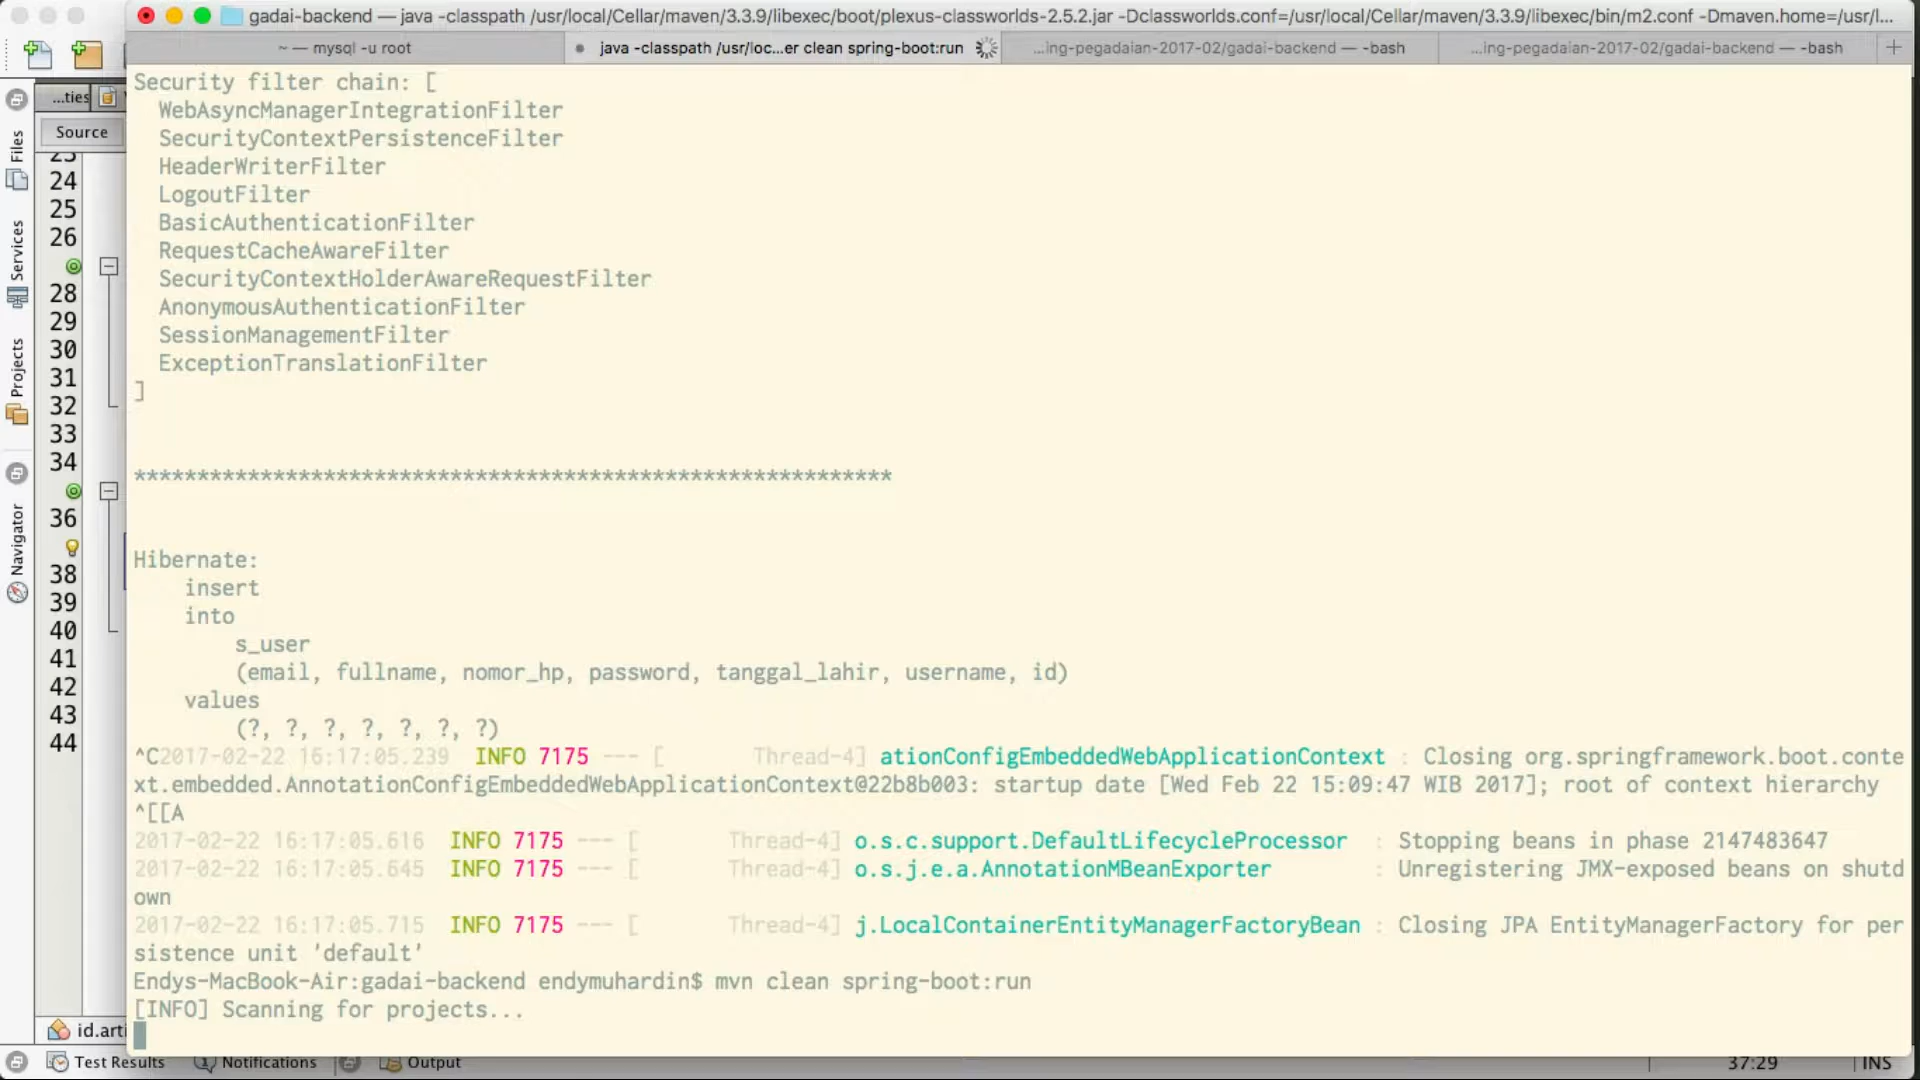 gadai-backend — java -classpath /usr/local/Cellar/maven/3.3.9/libexec/boot/plexus-classworlds-2.5.2.jar -Dclassworlds.conf=/usr/local/Cellar/maven/3.3.9/libexec/bin/m2.conf -Dmaven.home=/usr/l...
~ — mysql -u root
java -classpath /usr/loc...er clean spring-boot:run
...ing-pegadaian-2017-02/gadai-backend — -bash
...ing-pegadaian-2017-02/gadai-backend — -bash
...ties
Source
Files
Services
Projects
Navigator
24
25
26
28
29
30
31
32
33
34
36
38
39
40
41
42
43
44
Security filter chain: [
WebAsyncManagerIntegrationFilter
SecurityContextPersistenceFilter
HeaderWriterFilter
LogoutFilter
BasicAuthenticationFilter
RequestCacheAwareFilter
SecurityContextHolderAwareRequestFilter
AnonymousAuthenticationFilter
SessionManagementFilter
ExceptionTranslationFilter
]
************************************************************
Hibernate:
insert
into
s_user
(email, fullname, nomor_hp, password, tanggal_lahir, username, id)
values
(?, ?, ?, ?, ?, ?, ?)
^C2017-02-22 16:17:05.239  INFO 7175 --- [       Thread-4] ationConfigEmbeddedWebApplicationContext : Closing org.springframework.boot.conte
xt.embedded.AnnotationConfigEmbeddedWebApplicationContext@22b8b003: startup date [Wed Feb 22 15:09:47 WIB 2017]; root of context hierarchy
^[[A
2017-02-22 16:17:05.616  INFO 7175 --- [       Thread-4] o.s.c.support.DefaultLifecycleProcessor  : Stopping beans in phase 2147483647
2017-02-22 16:17:05.645  INFO 7175 --- [       Thread-4] o.s.j.e.a.AnnotationMBeanExporter        : Unregistering JMX-exposed beans on shutd
own
2017-02-22 16:17:05.715  INFO 7175 --- [       Thread-4] j.LocalContainerEntityManagerFactoryBean : Closing JPA EntityManagerFactory for per
sistence unit 'default'
Endys-MacBook-Air:gadai-backend endymuhardin$ mvn clean spring-boot:run
[INFO] Scanning for projects...
id.arti
Test Results
Notifications
Output
37:29
INS